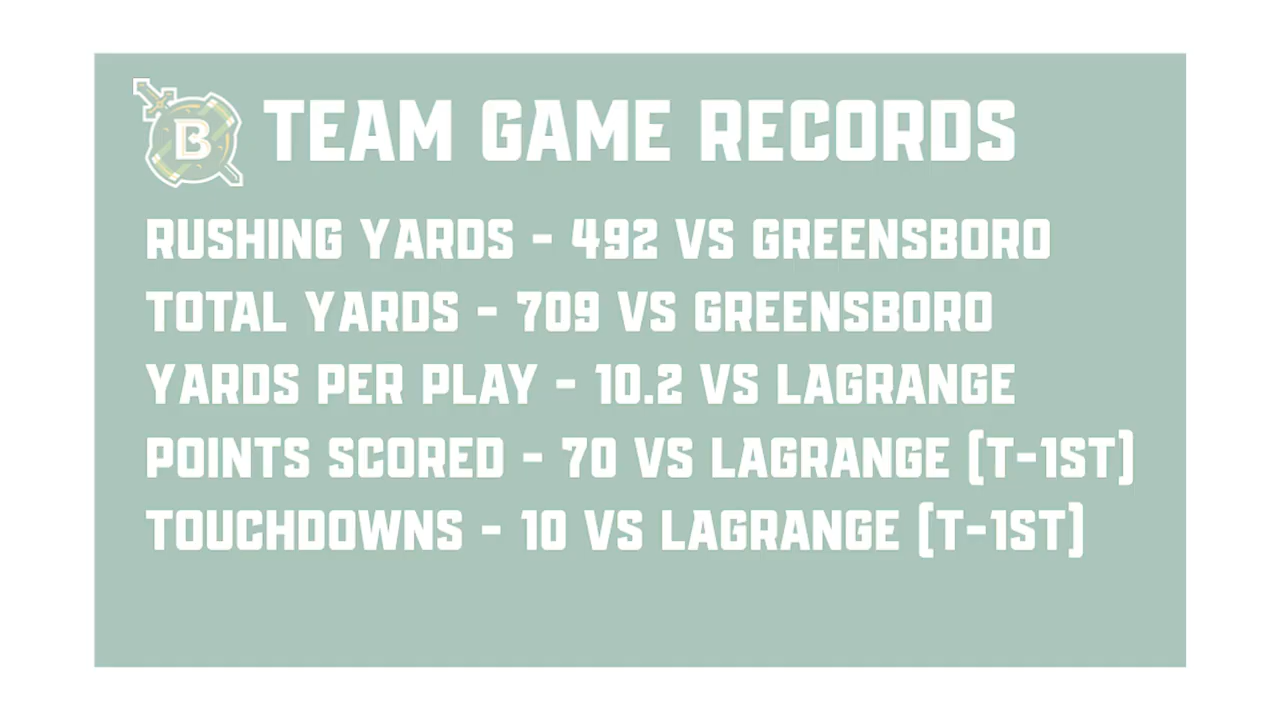 B TEAM GAME RECORDS
RUSHING YARDS - 492 VS GREENSBORO
TOTAL YARDS - 709 VS GREENSBORO
YARDS PER PLAY - 10.2 VS LAGRANGE
POINTS SCORED - 70 VS LAGRANGE (T-1ST)
TOUCHDOWNS - 10 VS LAGRANGE (T-1ST)